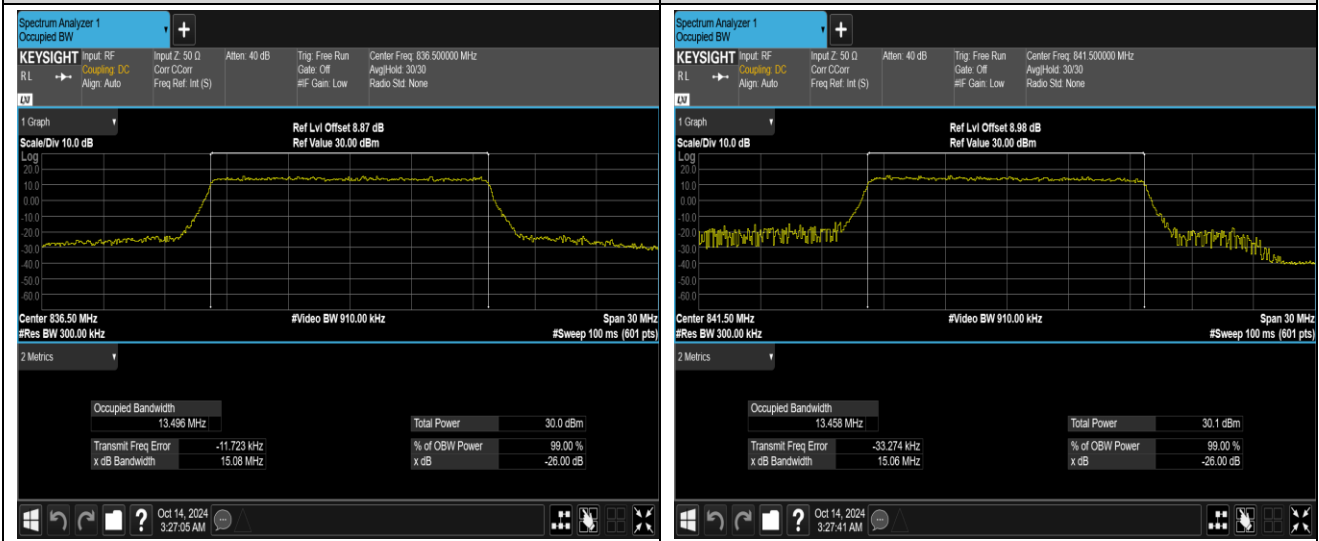 Spectrum Analyzer 1
Occupied BW
+
KEYSIGHT Input: RF Input Z: 50 Ω Atten: 40 dB Trig: Free Run Center Freq: 836.500000 MHz
RL Coupling: DC Corr CCorr Gate: Off Avg|Hold: 30/30
Align: Auto Freq Ref: Int (S) #IF Gain: Low Radio Std: None
LXI
1 Graph
Ref Lvl Offset 8.87 dB
Scale/Div 10.0 dB Ref Value 30.00 dBm
Log
20.0
10.0
0.00
-10.0
-20.0
-30.0
-40.0
-50.0
-60.0
Center 836.50 MHz #Video BW 910.00 kHz Span 30 MHz
#Res BW 300.00 kHz #Sweep 100 ms (601 pts)
2 Metrics
Occupied Bandwidth
13.496 MHz Total Power 30.0 dBm
Transmit Freq Error -11.723 kHz % of OBW Power 99.00 %
x dB Bandwidth 15.08 MHz x dB -26.00 dB
?
Oct 14, 2024
3:27:05 AM
Spectrum Analyzer 1
Occupied BW
+
KEYSIGHT Input: RF Input Z: 50 Ω Atten: 40 dB Trig: Free Run Center Freq: 841.500000 MHz
RL Coupling: DC Corr CCorr Gate: Off Avg|Hold: 30/30
Align: Auto Freq Ref: Int (S) #IF Gain: Low Radio Std: None
LXI
1 Graph
Ref Lvl Offset 8.98 dB
Scale/Div 10.0 dB Ref Value 30.00 dBm
Log
20.0
10.0
0.00
-10.0
-20.0
-30.0
-40.0
-50.0
-60.0
Center 841.50 MHz #Video BW 910.00 kHz Span 30 MHz
#Res BW 300.00 kHz #Sweep 100 ms (601 pts)
2 Metrics
Occupied Bandwidth
13.458 MHz Total Power 30.1 dBm
Transmit Freq Error -33.274 kHz % of OBW Power 99.00 %
x dB Bandwidth 15.06 MHz x dB -26.00 dB
?
Oct 14, 2024
3:27:41 AM